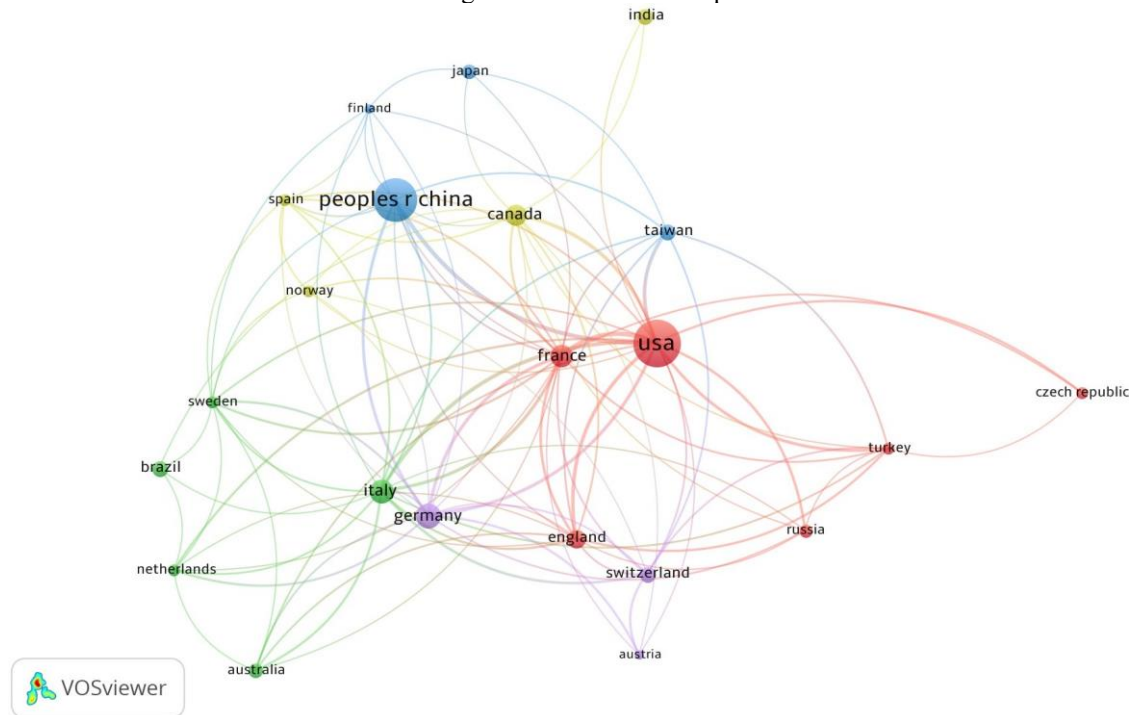 india
japan
finland
spain
peoples r china
canada
taiwan
norway
france
usa
czech republic
sweden
turkey
brazil
italy
germany
england
russia
netherlands
switzerland
austria
australia
VOSviewer